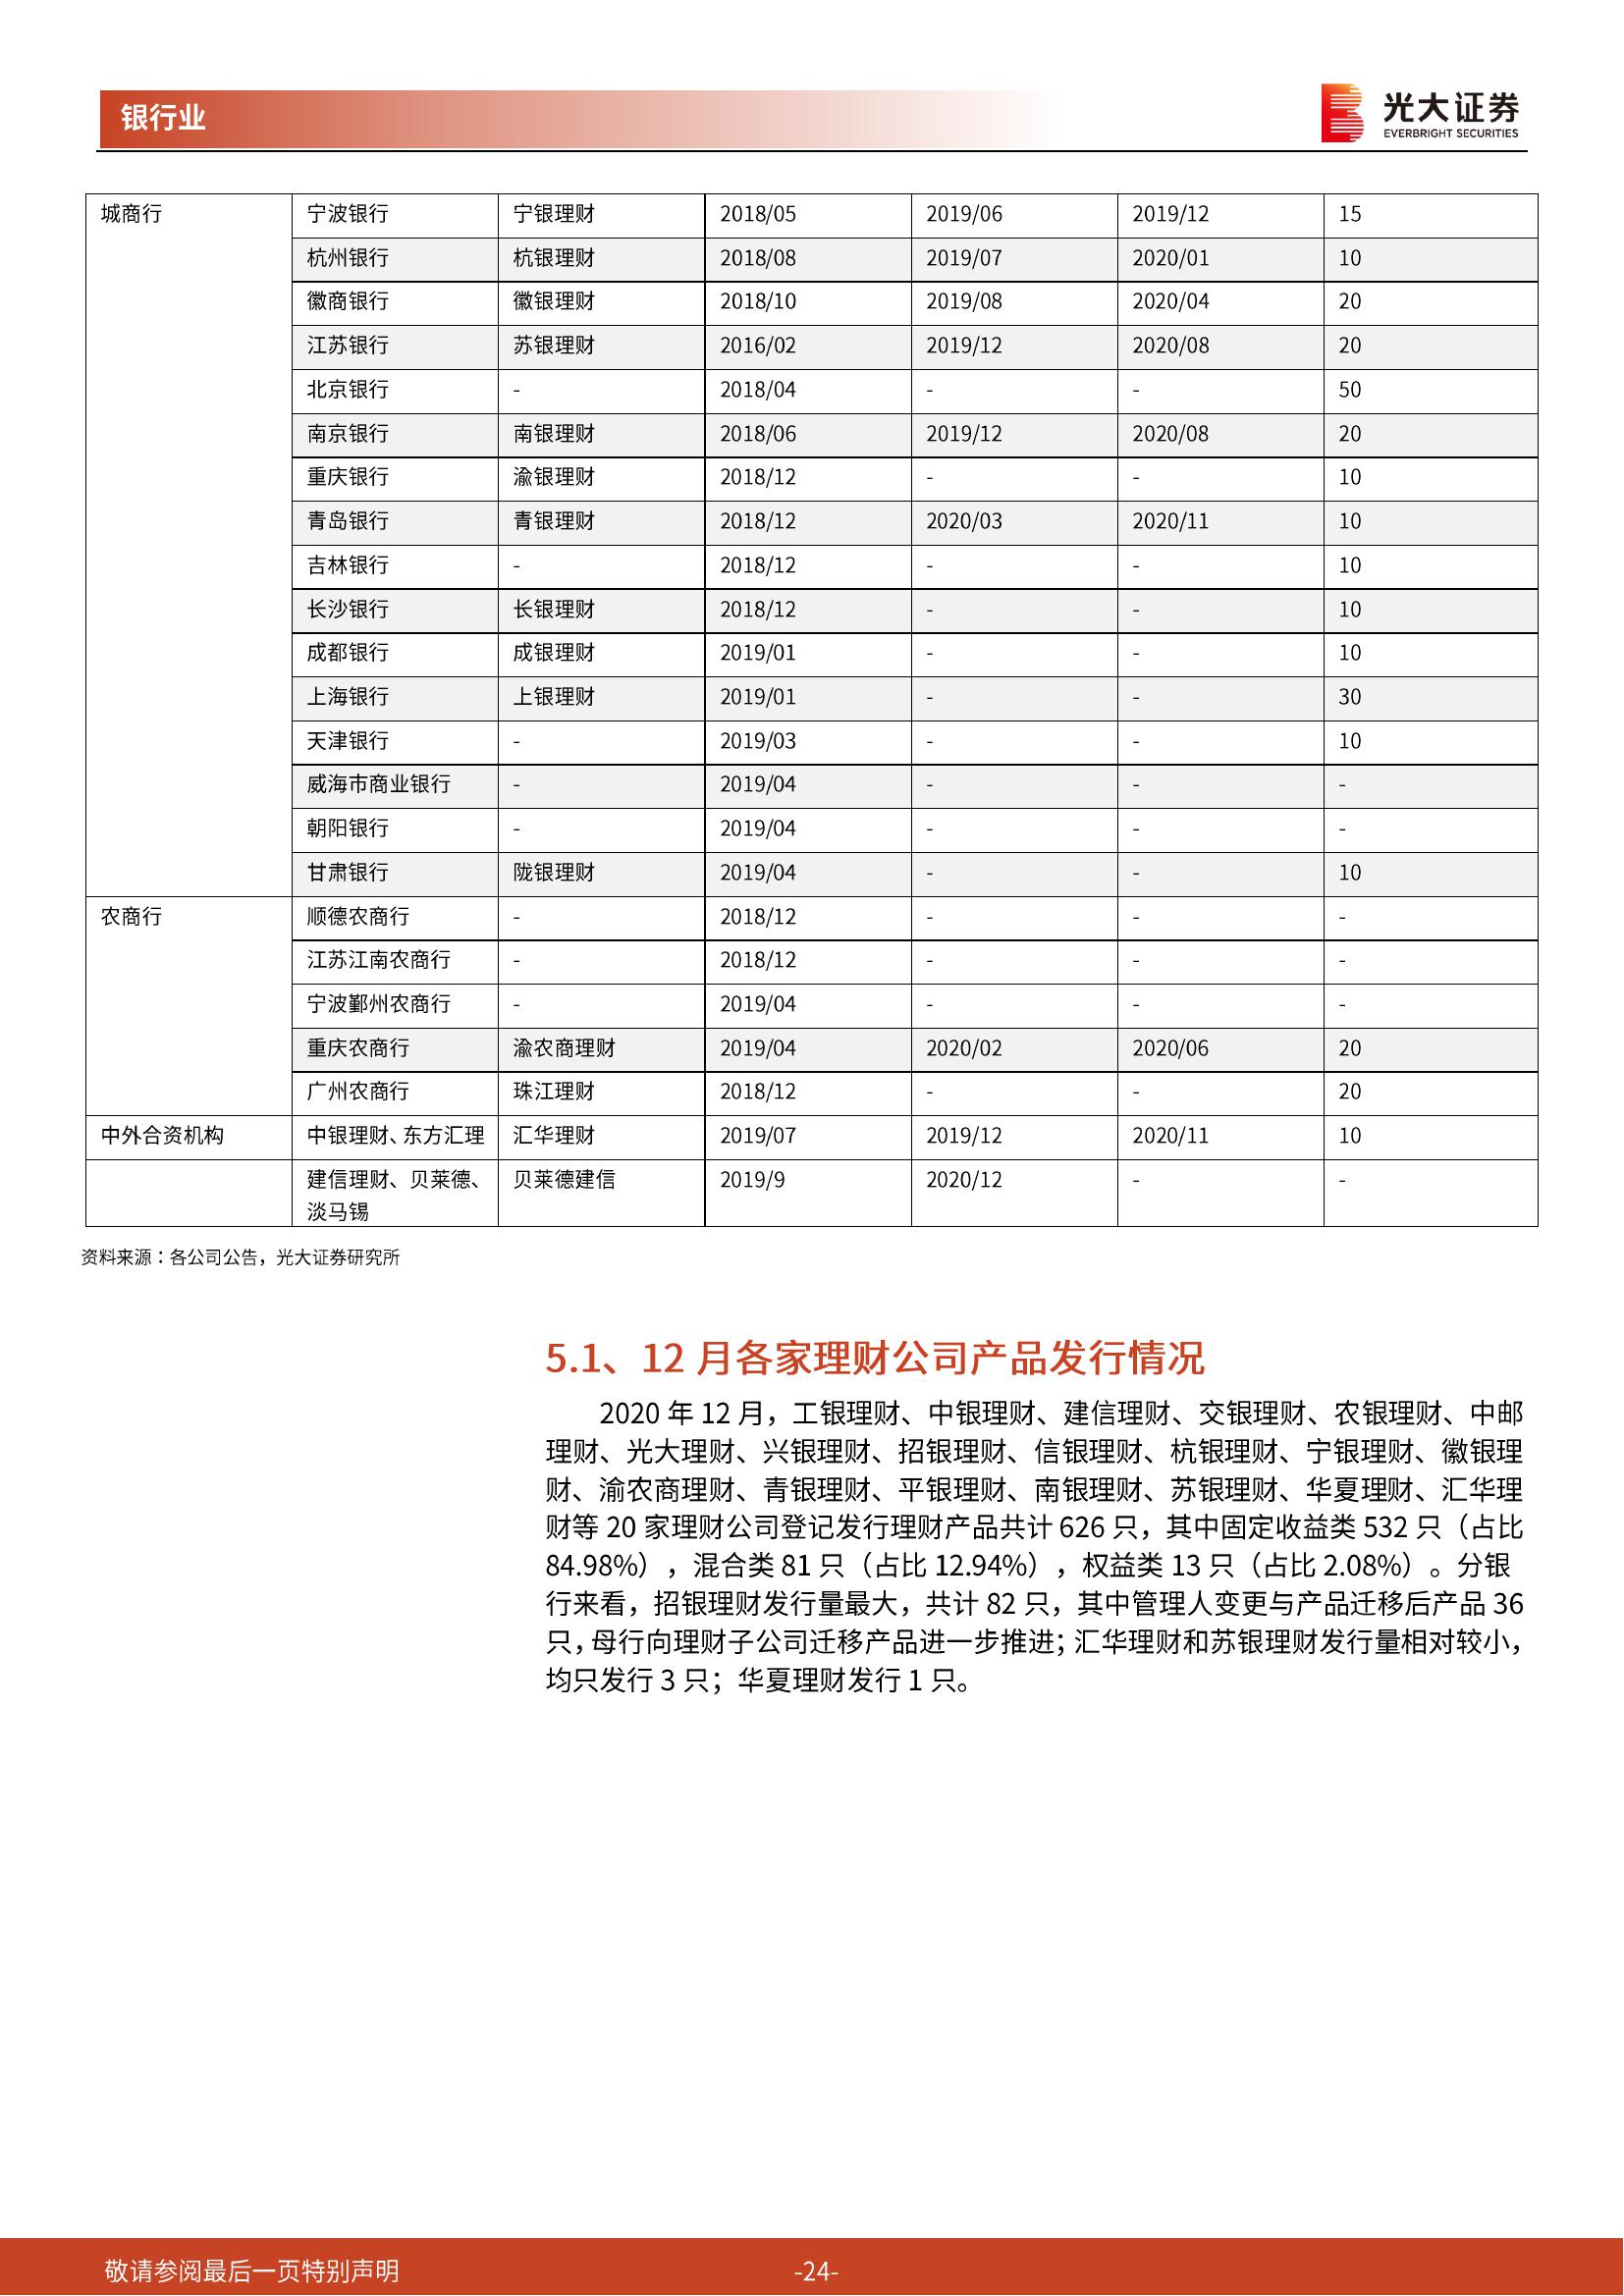 银行业
光大证券
EVERBRIGHT SECURITIES
城商行 宁波银行 宁银理财 2018/05 2019/06 2019/12 15
杭州银行 杭银理财 2018/08 2019/07 2020/01 10
徽商银行 徽银理财 2018/10 2019/08 2020/04 20
江苏银行 苏银理财 2016/02 2019/12 2020/08 20
北京银行 - 2018/04 - - 50
南京银行 南银理财 2018/06 2019/12 2020/08 20
重庆银行 渝银理财 2018/12 - - 10
青岛银行 青银理财 2018/12 2020/03 2020/11 10
吉林银行 - 2018/12 - - 10
长沙银行 长银理财 2018/12 - - 10
成都银行 成银理财 2019/01 - - 10
上海银行 上银理财 2019/01 - - 30
天津银行 - 2019/03 - - 10
威海市商业银行 - 2019/04 - - -
朝阳银行 - 2019/04 - - -
甘肃银行 陇银理财 2019/04 - - 10
农商行 顺德农商行 - 2018/12 - - -
江苏江南农商行 - 2018/12 - - -
宁波鄞州农商行 - 2019/04 - - -
重庆农商行 渝农商理财 2019/04 2020/02 2020/06 20
广州农商行 珠江理财 2018/12 - - 20
中外合资机构 中银理财、东方汇理 汇华理财 2019/07 2019/12 2020/11 10
建信理财、贝莱德、 贝莱德建信 2019/9 2020/12 - -
淡马锡
资料来源：各公司公告，光大证券研究所
5.1、12 月各家理财公司产品发行情况
2020 年 12 月，工银理财、中银理财、建信理财、交银理财、农银理财、中邮
理财、光大理财、兴银理财、招银理财、信银理财、杭银理财、宁银理财、徽银理
财、渝农商理财、青银理财、平银理财、南银理财、苏银理财、华夏理财、汇华理
财等 20 家理财公司登记发行理财产品共计 626 只，其中固定收益类 532 只（占比
84.98%），混合类 81 只（占比 12.94%），权益类 13 只（占比 2.08%）。分银
行来看，招银理财发行量最大，共计 82 只，其中管理人变更与产品迁移后产品 36
只，母行向理财子公司迁移产品进一步推进；汇华理财和苏银理财发行量相对较小，
均只发行 3 只；华夏理财发行 1 只。
敬请参阅最后一页特别声明 -24-